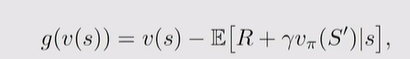 g(v(s)) = v(s) − 𝔼[R + γv_π(S′)|s],